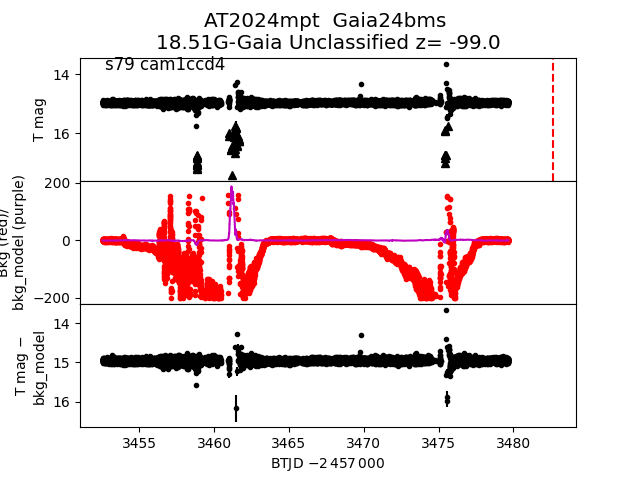 AT2024mpt  Gaia24bms
18.51G-Gaia Unclassified z= -99.0
s79 cam1ccd4
14
16
T mag
200
0
−200
Bkg (red)/
bkg_model (purple)
14
15
16
T mag −
bkg_model
3455 3460 3465 3470 3475 3480
BTJD −2 457 000